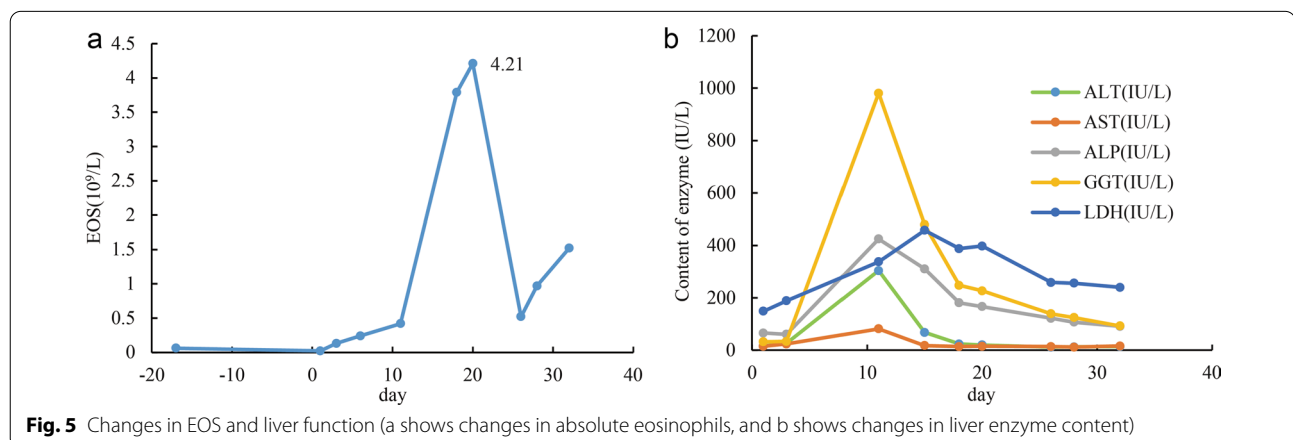 a
4.5
4
3.5
3
2.5
2
1.5
1
0.5
0
EOS(10⁹/L)
4.21
-20 -10 0 10 20 30 40
day
b
1200
1000
800
600
400
200
0
Content of enzyme (IU/L)
ALT(IU/L)
AST(IU/L)
ALP(IU/L)
GGT(IU/L)
LDH(IU/L)
0 10 20 30 40
day
Fig. 5 Changes in EOS and liver function (a shows changes in absolute eosinophils, and b shows changes in liver enzyme content)